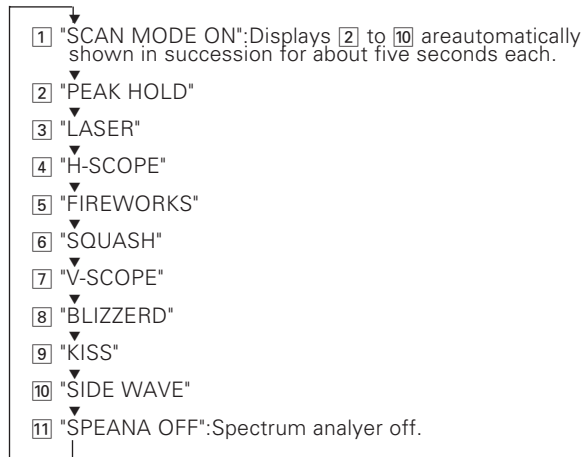 1 "SCAN MODE ON":Displays 2 to 10 areautomatically
shown in succession for about five seconds each.
2 "PEAK HOLD"
3 "LASER"
4 "H-SCOPE"
5 "FIREWORKS"
6 "SQUASH"
7 "V-SCOPE"
8 "BLIZZERD"
9 "KISS"
10 "SIDE WAVE"
11 "SPEANA OFF":Spectrum analyer off.